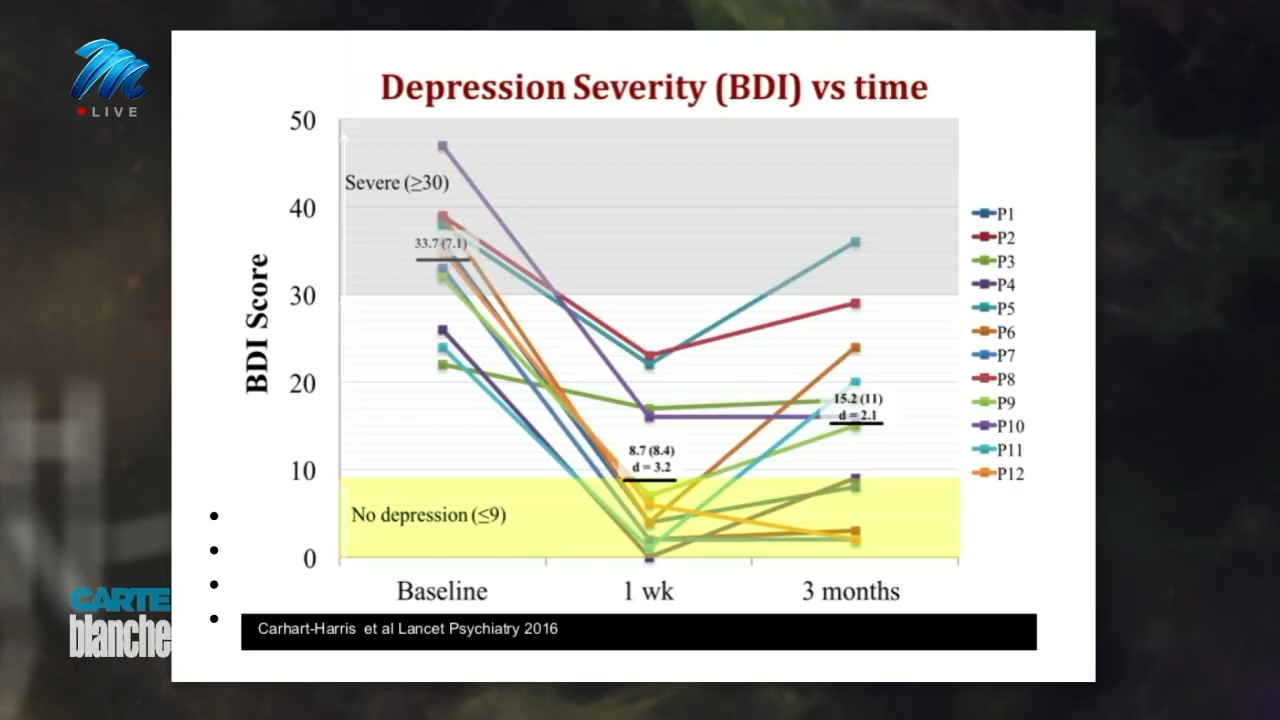 LIVE
Depression Severity (BDI) vs time
50
40
30
20
10
0
BDI Score
Severe (≥30)
33.7 (7.1)
8.7 (8.4)
d = 3.2
15.2 (11)
d = 2.1
No depression (≤9)
Baseline
1 wk
3 months
P1
P2
P3
P4
P5
P6
P7
P8
P9
P10
P11
P12
Carhart-Harris et al Lancet Psychiatry 2016
CARTE
blanche